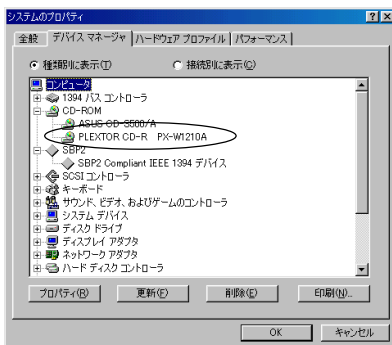 システムのプロパティ
全般 デバイス マネージャ ハードウェア プロファイル パフォーマンス
種類別に表示(T) 接続別に表示(C)
コンピュータ
1394 バス コントローラ
CD-ROM
ASUS CD-S500/A
PLEXTOR CD-R PX-W1210A
SBP2
SBP2 Compliant IEEE 1394 デバイス
SCSI コントローラ
キーボード
サウンド、ビデオ、およびゲームのコントローラ
システム デバイス
ディスク ドライブ
ディスプレイ アダプタ
ネットワーク アダプタ
ハード ディスク コントローラ
プロパティ(R) 更新(F) 削除(E) 印刷(N)...
OK キャンセル